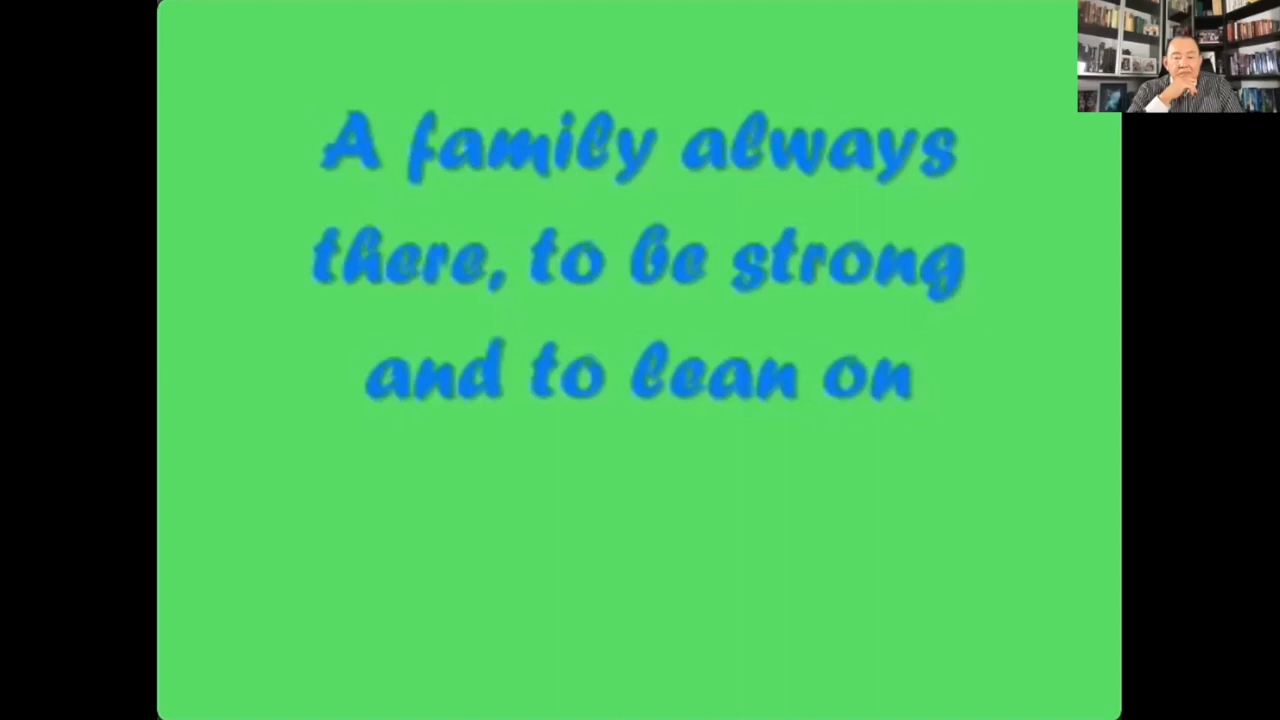 A family always
there, to be strong
and to lean on